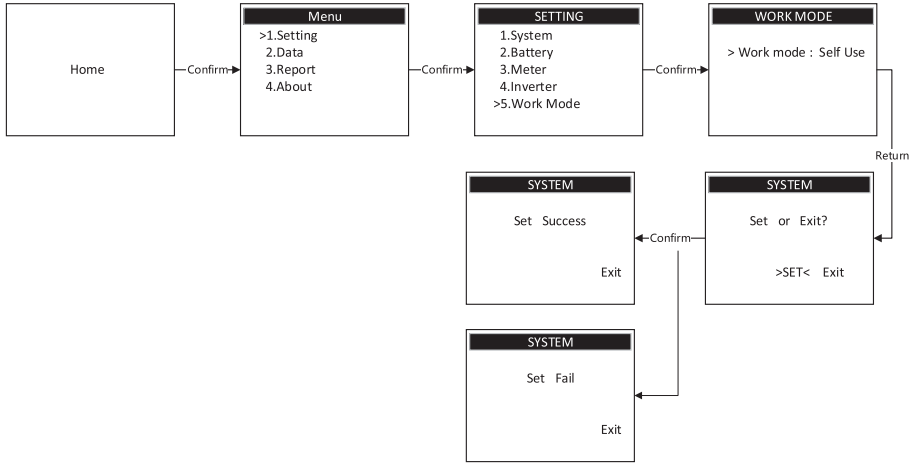 Home
Confirm
Menu
>1.Setting
2.Data
3.Report
4.About
Confirm
SETTING
1.System
2.Battery
3.Meter
4.Inverter
>5.Work Mode
Confirm
WORK MODE
> Work mode : Self Use
Return
SYSTEM
Set or Exit?
>SET< Exit
Confirm
SYSTEM
Set Success
Exit
SYSTEM
Set Fail
Exit